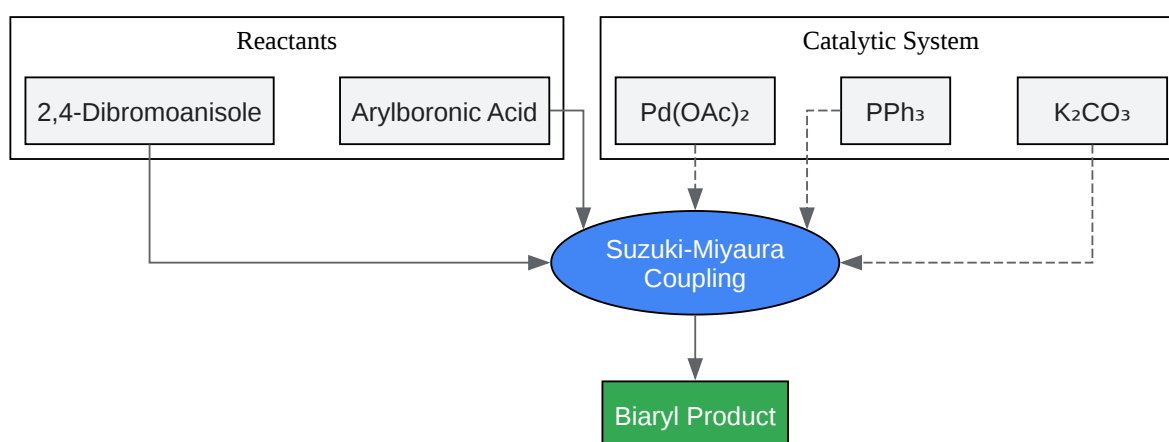 Reactants
Catalytic System
2,4-Dibromoanisole
Arylboronic Acid
Pd(OAc)₂
PPh₃
K₂CO₃
Suzuki-Miyaura
Coupling
Biaryl Product